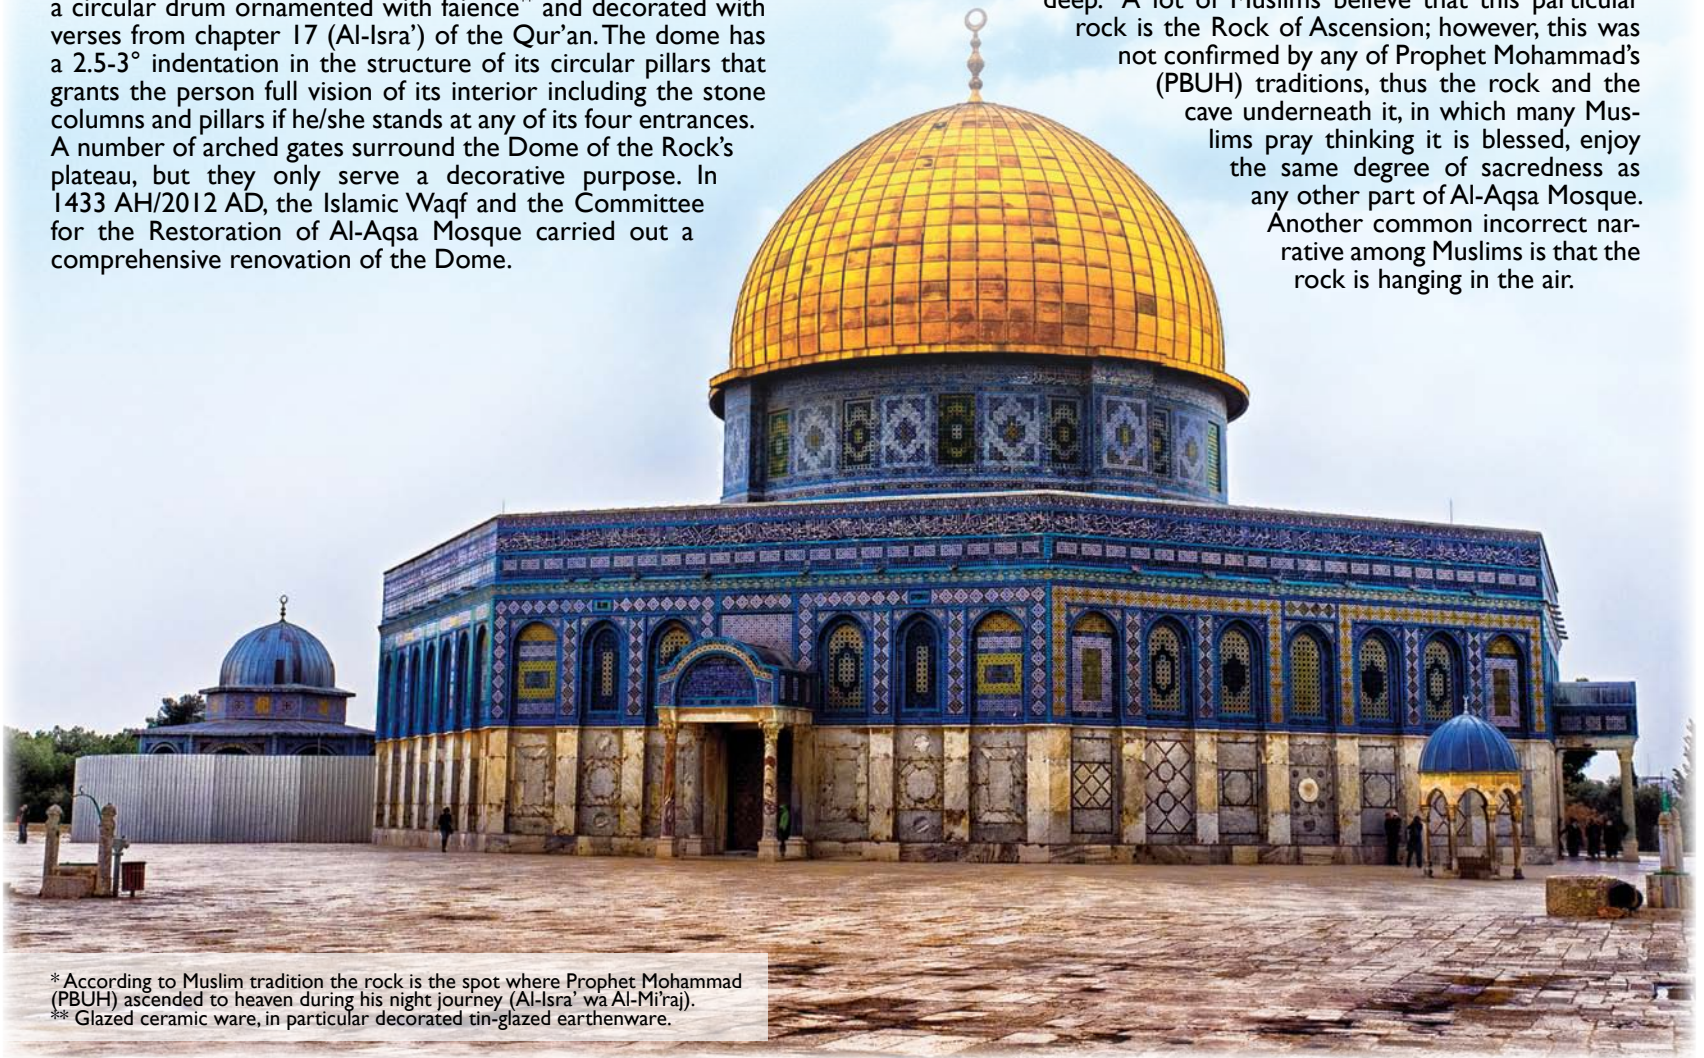 a circular drum ornamented with faience** and decorated with
verses from chapter 17 (Al-Isra’) of the Qur’an. The dome has
a 2.5-3° indentation in the structure of its circular pillars that
grants the person full vision of its interior including the stone
columns and pillars if he/she stands at any of its four entrances.
A number of arched gates surround the Dome of the Rock’s
plateau, but they only serve a decorative purpose. In
1433 AH/2012 AD, the Islamic Waqf and the Committee
for the Restoration of Al-Aqsa Mosque carried out a
comprehensive renovation of the Dome.
deep. A lot of Muslims believe that this particular
rock is the Rock of Ascension; however, this was
not confirmed by any of Prophet Mohammad’s
(PBUH) traditions, thus the rock and the
cave underneath it, in which many Mus-
lims pray thinking it is blessed, enjoy
the same degree of sacredness as
any other part of Al-Aqsa Mosque.
Another common incorrect nar-
rative among Muslims is that the
rock is hanging in the air.
* According to Muslim tradition the rock is the spot where Prophet Mohammad
(PBUH) ascended to heaven during his night journey (Al-Isra’ wa Al-Mi’raj).
** Glazed ceramic ware, in particular decorated tin-glazed earthenware.